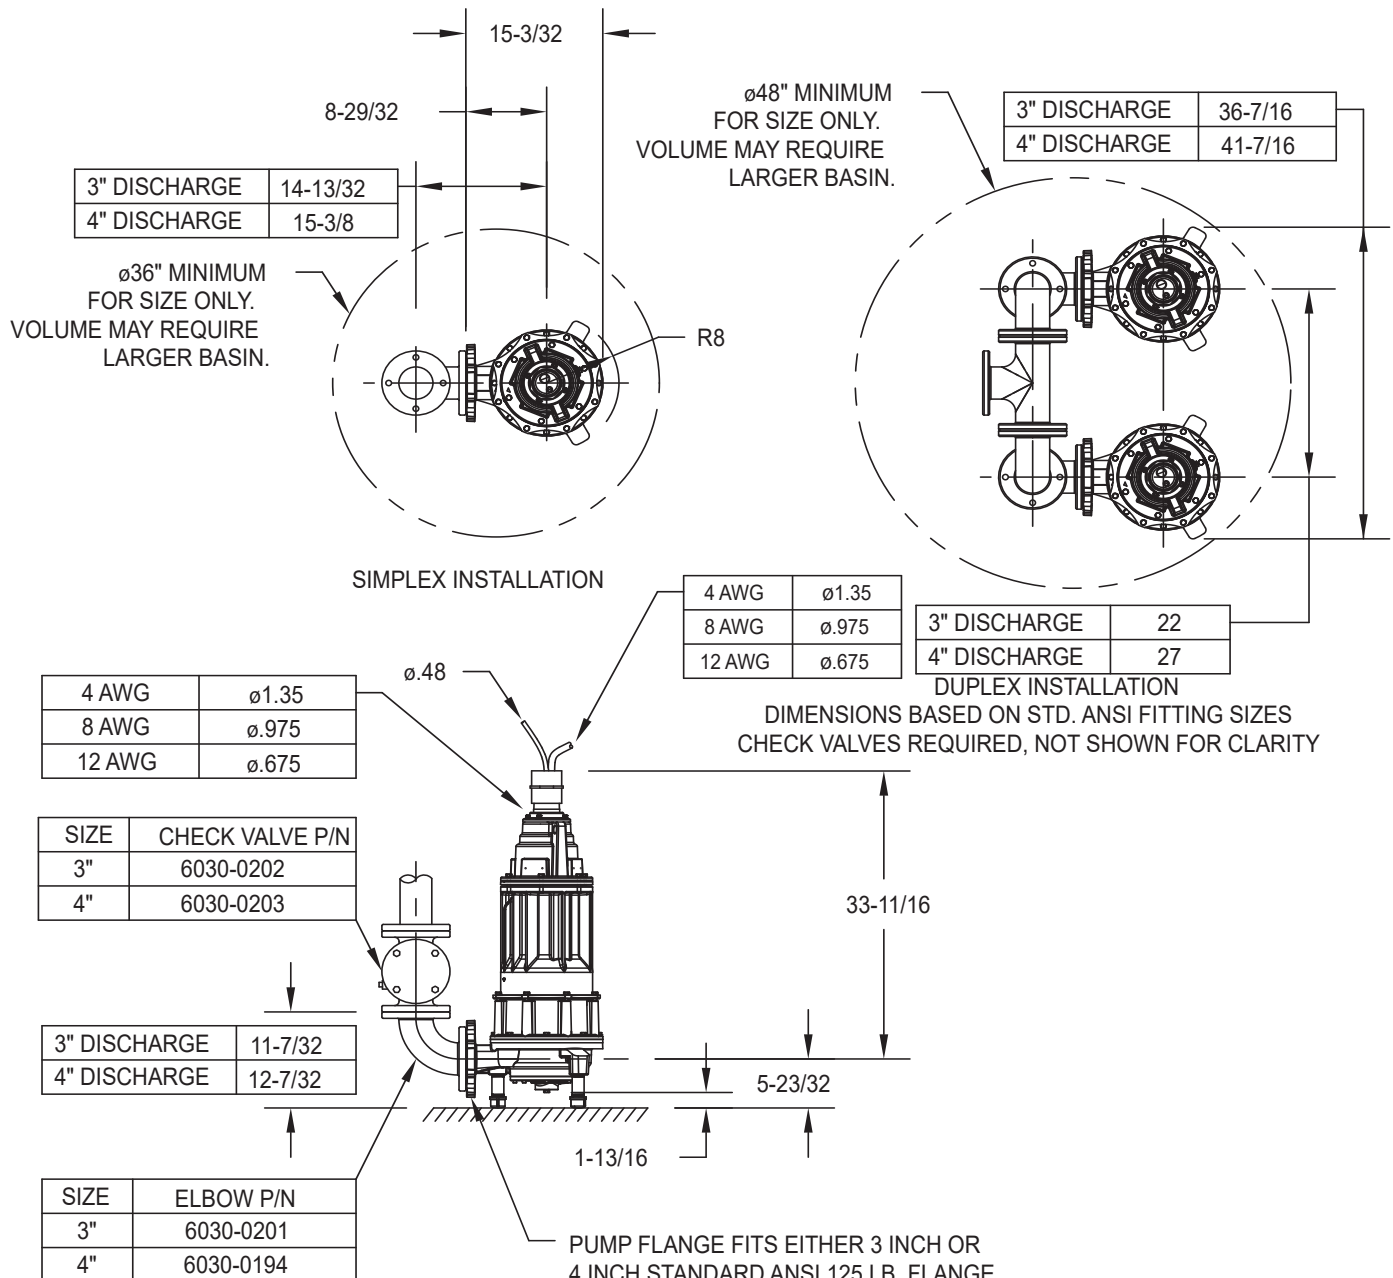 15-3/32
8-29/32
3" DISCHARGE 14-13/32
4" DISCHARGE 15-3/8
ø36" MINIMUM
FOR SIZE ONLY.
VOLUME MAY REQUIRE
LARGER BASIN.
R8
SIMPLEX INSTALLATION
ø48" MINIMUM
FOR SIZE ONLY.
VOLUME MAY REQUIRE
LARGER BASIN.
3" DISCHARGE 36-7/16
4" DISCHARGE 41-7/16
3" DISCHARGE 22
4" DISCHARGE 27
DUPLEX INSTALLATION
DIMENSIONS BASED ON STD. ANSI FITTING SIZES
CHECK VALVES REQUIRED, NOT SHOWN FOR CLARITY
4 AWG ø1.35
8 AWG ø.975
12 AWG ø.675
ø.48
4 AWG ø1.35
8 AWG ø.975
12 AWG ø.675
SIZE CHECK VALVE P/N
3" 6030-0202
4" 6030-0203
33-11/16
3" DISCHARGE 11-7/32
4" DISCHARGE 12-7/32
5-23/32
1-13/16
SIZE ELBOW P/N
3" 6030-0201
4" 6030-0194
PUMP FLANGE FITS EITHER 3 INCH OR
4 INCH STANDARD ANSI 125 LB. FLANGE